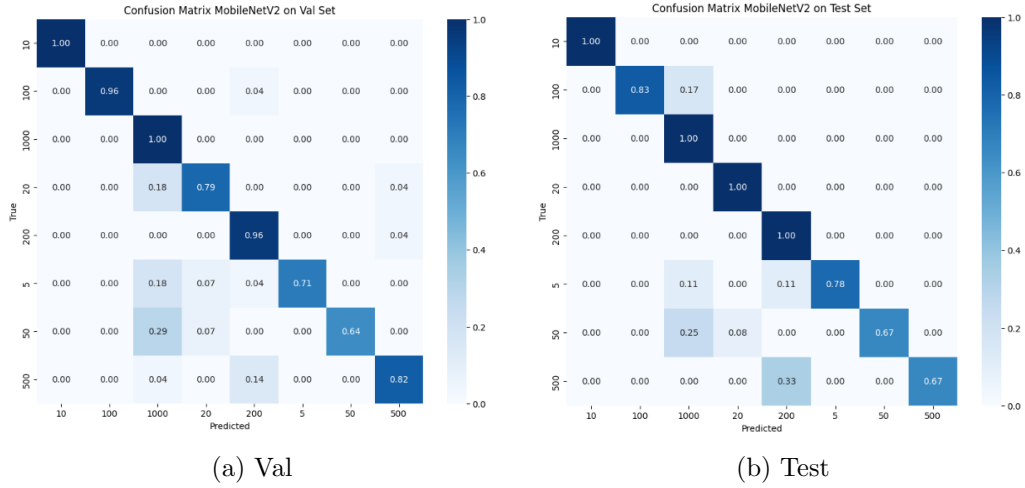 Confusion Matrix MobileNetV2 on Val Set
10 1.00 0.00 0.00 0.00 0.00 0.00 0.00 0.00
100 0.00 0.96 0.00 0.00 0.04 0.00 0.00 0.00
1000 0.00 0.00 1.00 0.00 0.00 0.00 0.00 0.00
20 0.00 0.00 0.18 0.79 0.00 0.00 0.00 0.04
200 0.00 0.00 0.00 0.00 0.96 0.00 0.00 0.04
5 0.00 0.00 0.18 0.07 0.04 0.71 0.00 0.00
50 0.00 0.00 0.29 0.07 0.00 0.00 0.64 0.00
500 0.00 0.00 0.04 0.00 0.14 0.00 0.00 0.82
True
10 100 1000 20 200 5 50 500
Predicted
1.0
0.8
0.6
0.4
0.2
0.0
(a) Val
Confusion Matrix MobileNetV2 on Test Set
10 1.00 0.00 0.00 0.00 0.00 0.00 0.00 0.00
100 0.00 0.83 0.17 0.00 0.00 0.00 0.00 0.00
1000 0.00 0.00 1.00 0.00 0.00 0.00 0.00 0.00
20 0.00 0.00 0.00 1.00 0.00 0.00 0.00 0.00
200 0.00 0.00 0.00 0.00 1.00 0.00 0.00 0.00
5 0.00 0.00 0.11 0.00 0.11 0.78 0.00 0.00
50 0.00 0.00 0.25 0.08 0.00 0.00 0.67 0.00
500 0.00 0.00 0.00 0.00 0.33 0.00 0.00 0.67
True
10 100 1000 20 200 5 50 500
Predicted
1.0
0.8
0.6
0.4
0.2
0.0
(b) Test